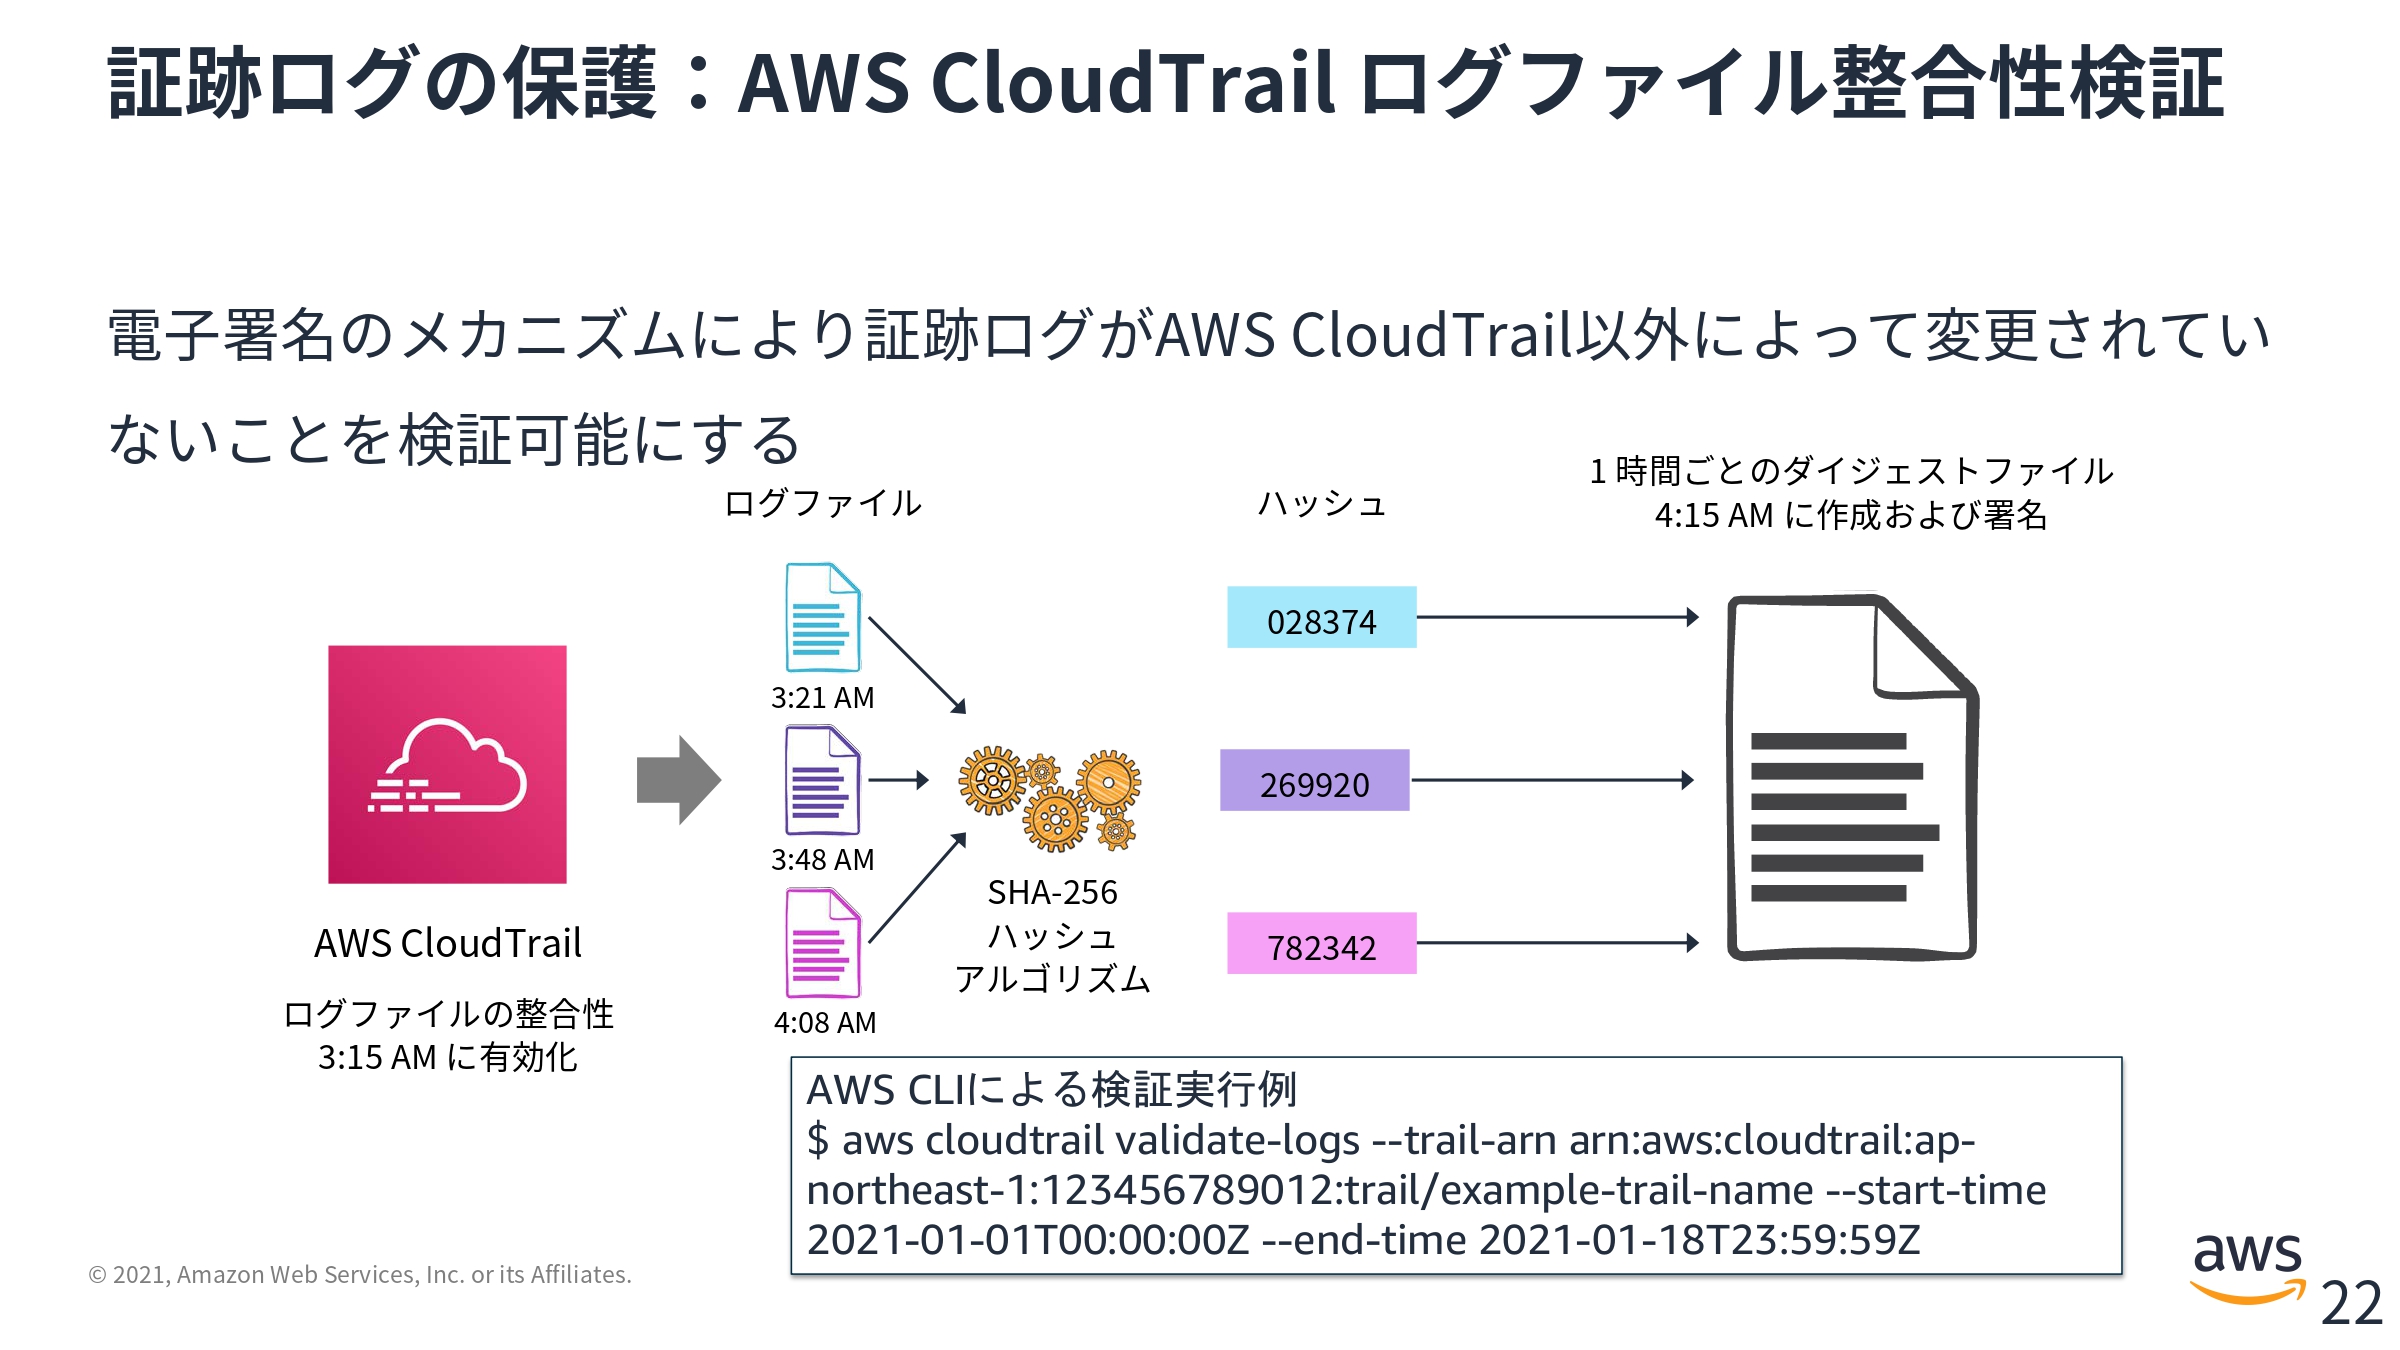 証跡ログの保護：AWS CloudTrail ログファイル整合性検証
電子署名のメカニズムにより証跡ログがAWS CloudTrail以外によって変更されてい
ないことを検証可能にする
ログファイル
ハッシュ
1 時間ごとのダイジェストファイル
4:15 AM に作成および署名
028374
3:21 AM
269920
3:48 AM
SHA-256
ハッシュ
アルゴリズム
782342
4:08 AM
AWS CloudTrail
ログファイルの整合性
3:15 AM に有効化
AWS CLIによる検証実行例
$ aws cloudtrail validate-logs --trail-arn arn:aws:cloudtrail:ap-
northeast-1:123456789012:trail/example-trail-name --start-time
2021-01-01T00:00:00Z --end-time 2021-01-18T23:59:59Z
© 2021, Amazon Web Services, Inc. or its Affiliates.
aws
22